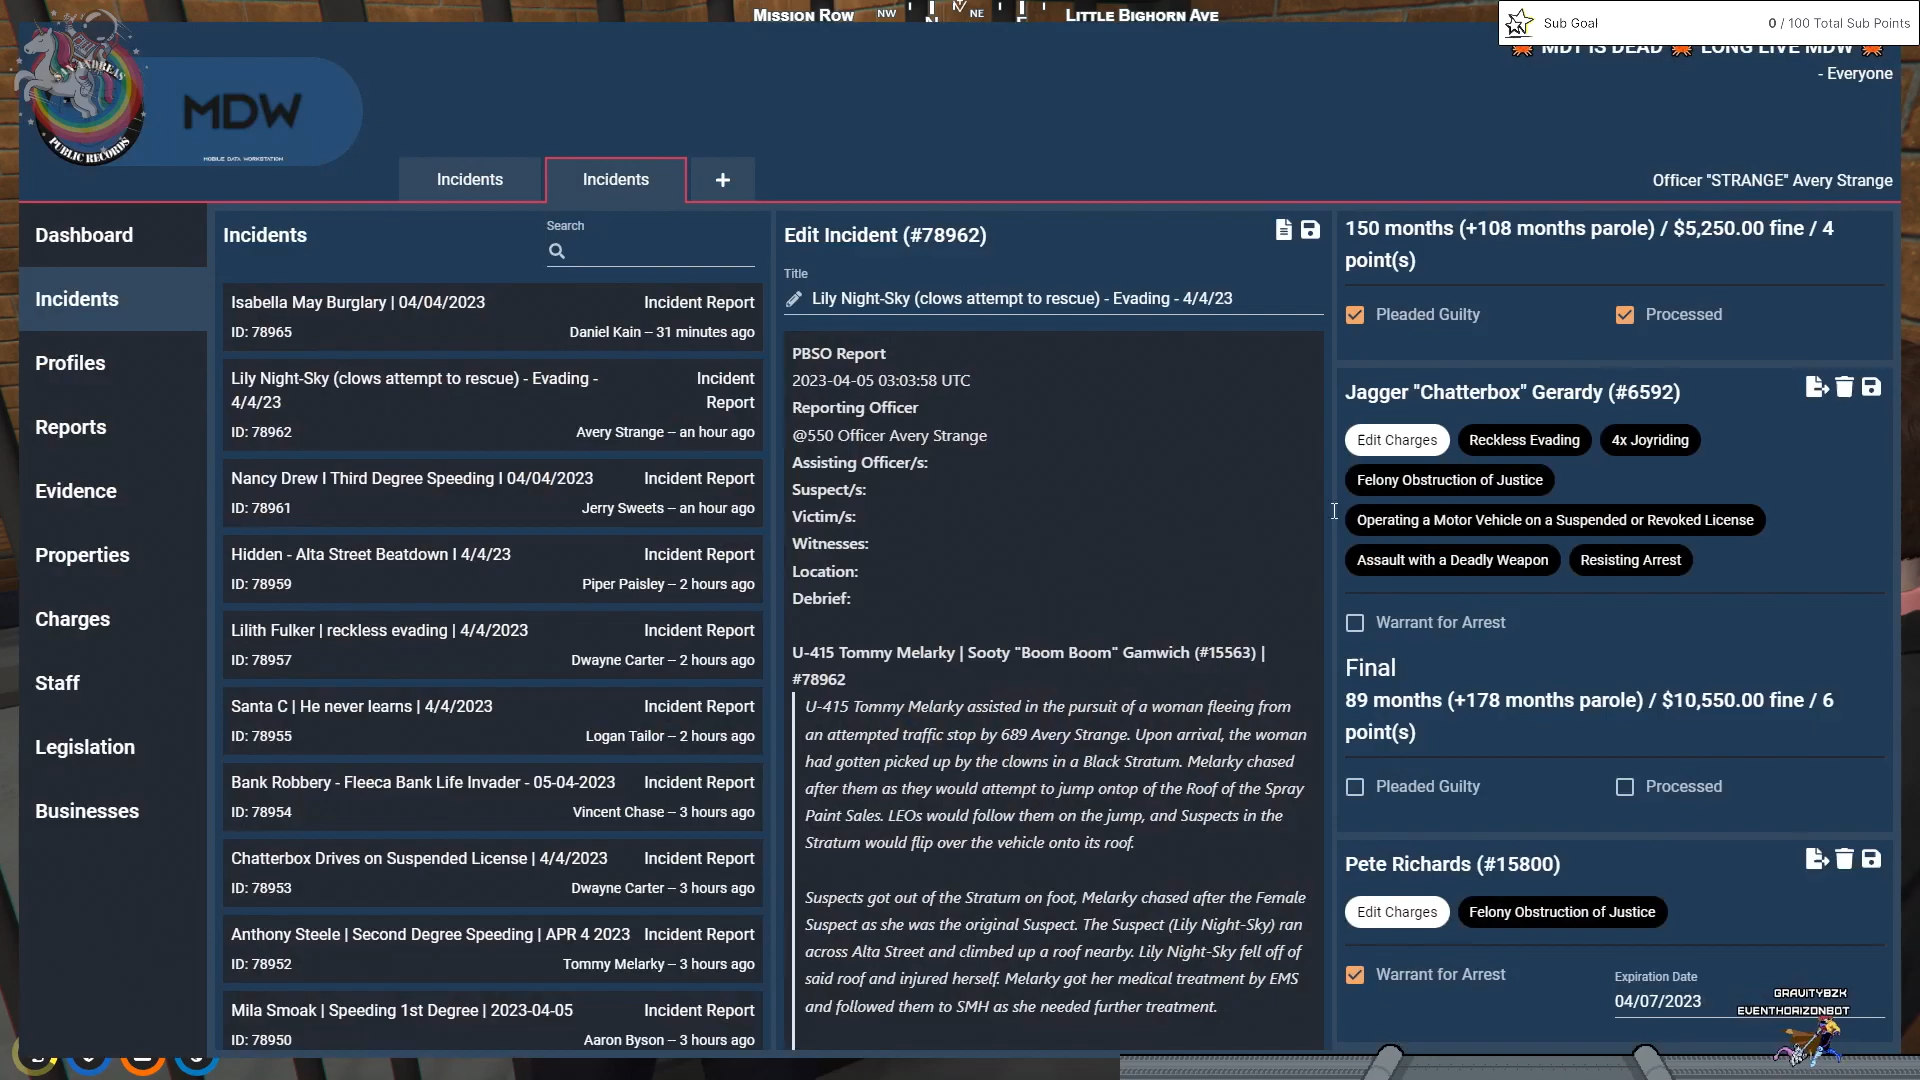 Mission Row NW N NE E Little Bighorn Ave
Sub Goal 0 / 100 Total Sub Points
MDT IS DEAD LONG LIVE MDW
- Everyone
SAN ANDREAS
PUBLIC RECORDS
MDW
MOBILE DATA WORKSTATION
Incidents
Incidents
+
Officer "STRANGE" Avery Strange
Dashboard
Incidents
Profiles
Reports
Evidence
Properties
Charges
Staff
Legislation
Businesses
Incidents
Search
Isabella May Burglary | 04/04/2023 Incident Report
ID: 78965 Daniel Kain – 31 minutes ago
Lily Night-Sky (clows attempt to rescue) - Evading - Incident
4/4/23 Report
ID: 78962 Avery Strange – an hour ago
Nancy Drew I Third Degree Speeding I 04/04/2023 Incident Report
ID: 78961 Jerry Sweets – an hour ago
Hidden - Alta Street Beatdown I 4/4/23 Incident Report
ID: 78959 Piper Paisley – 2 hours ago
Lilith Fulker | reckless evading | 4/4/2023 Incident Report
ID: 78957 Dwayne Carter – 2 hours ago
Santa C | He never learns | 4/4/2023 Incident Report
ID: 78955 Logan Tailor – 2 hours ago
Bank Robbery - Fleeca Bank Life Invader - 05-04-2023 Incident Report
ID: 78954 Vincent Chase – 3 hours ago
Chatterbox Drives on Suspended License | 4/4/2023 Incident Report
ID: 78953 Dwayne Carter – 3 hours ago
Anthony Steele | Second Degree Speeding | APR 4 2023 Incident Report
ID: 78952 Tommy Melarky – 3 hours ago
Mila Smoak | Speeding 1st Degree | 2023-04-05 Incident Report
ID: 78950 Aaron Byson – 3 hours ago
Edit Incident (#78962)
Title
Lily Night-Sky (clows attempt to rescue) - Evading - 4/4/23
PBSO Report
2023-04-05 03:03:58 UTC
Reporting Officer
@550 Officer Avery Strange
Assisting Officer/s:
Suspect/s:
Victim/s:
Witnesses:
Location:
Debrief:
U-415 Tommy Melarky | Sooty "Boom Boom" Gamwich (#15563) |
#78962
U-415 Tommy Melarky assisted in the pursuit of a woman fleeing from
an attempted traffic stop by 689 Avery Strange. Upon arrival, the woman
had gotten picked up by the clowns in a Black Stratum. Melarky chased
after them as they would attempt to jump ontop of the Roof of the Spray
Paint Sales. LEOs would follow them on the jump, and Suspects in the
Stratum would flip over the vehicle onto its roof.
Suspects got out of the Stratum on foot, Melarky chased after the Female
Suspect as she was the original Suspect. The Suspect (Lily Night-Sky) ran
across Alta Street and climbed up a roof nearby. Lily Night-Sky fell off of
said roof and injured herself. Melarky got her medical treatment by EMS
and followed them to SMH as she needed further treatment.
150 months (+108 months parole) / $5,250.00 fine / 4
point(s)
Pleaded Guilty Processed
Jagger "Chatterbox" Gerardy (#6592)
Edit Charges Reckless Evading 4x Joyriding
Felony Obstruction of Justice
Operating a Motor Vehicle on a Suspended or Revoked License
Assault with a Deadly Weapon Resisting Arrest
Warrant for Arrest
Final
89 months (+178 months parole) / $10,550.00 fine / 6
point(s)
Pleaded Guilty Processed
Pete Richards (#15800)
Edit Charges Felony Obstruction of Justice
Warrant for Arrest Expiration Date
04/07/2023
GRAVITYBZK
EVENTHORIZONBOT